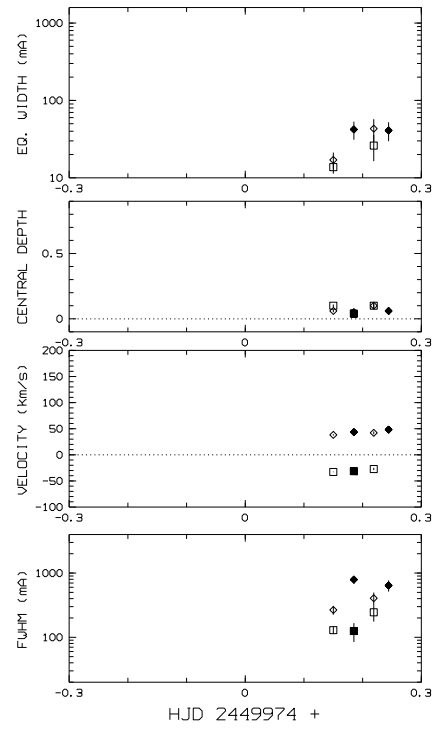 EQ. WIDTH (mA)
1000
100
10
-0.3 0 0.3
CENTRAL DEPTH
0.5
0
-0.3 0 0.3
VELOCITY (km/s)
200
150
100
50
0
-50
-100
-0.3 0 0.3
FWHM (mA)
1000
100
-0.3 0 0.3
HJD 2449974 +